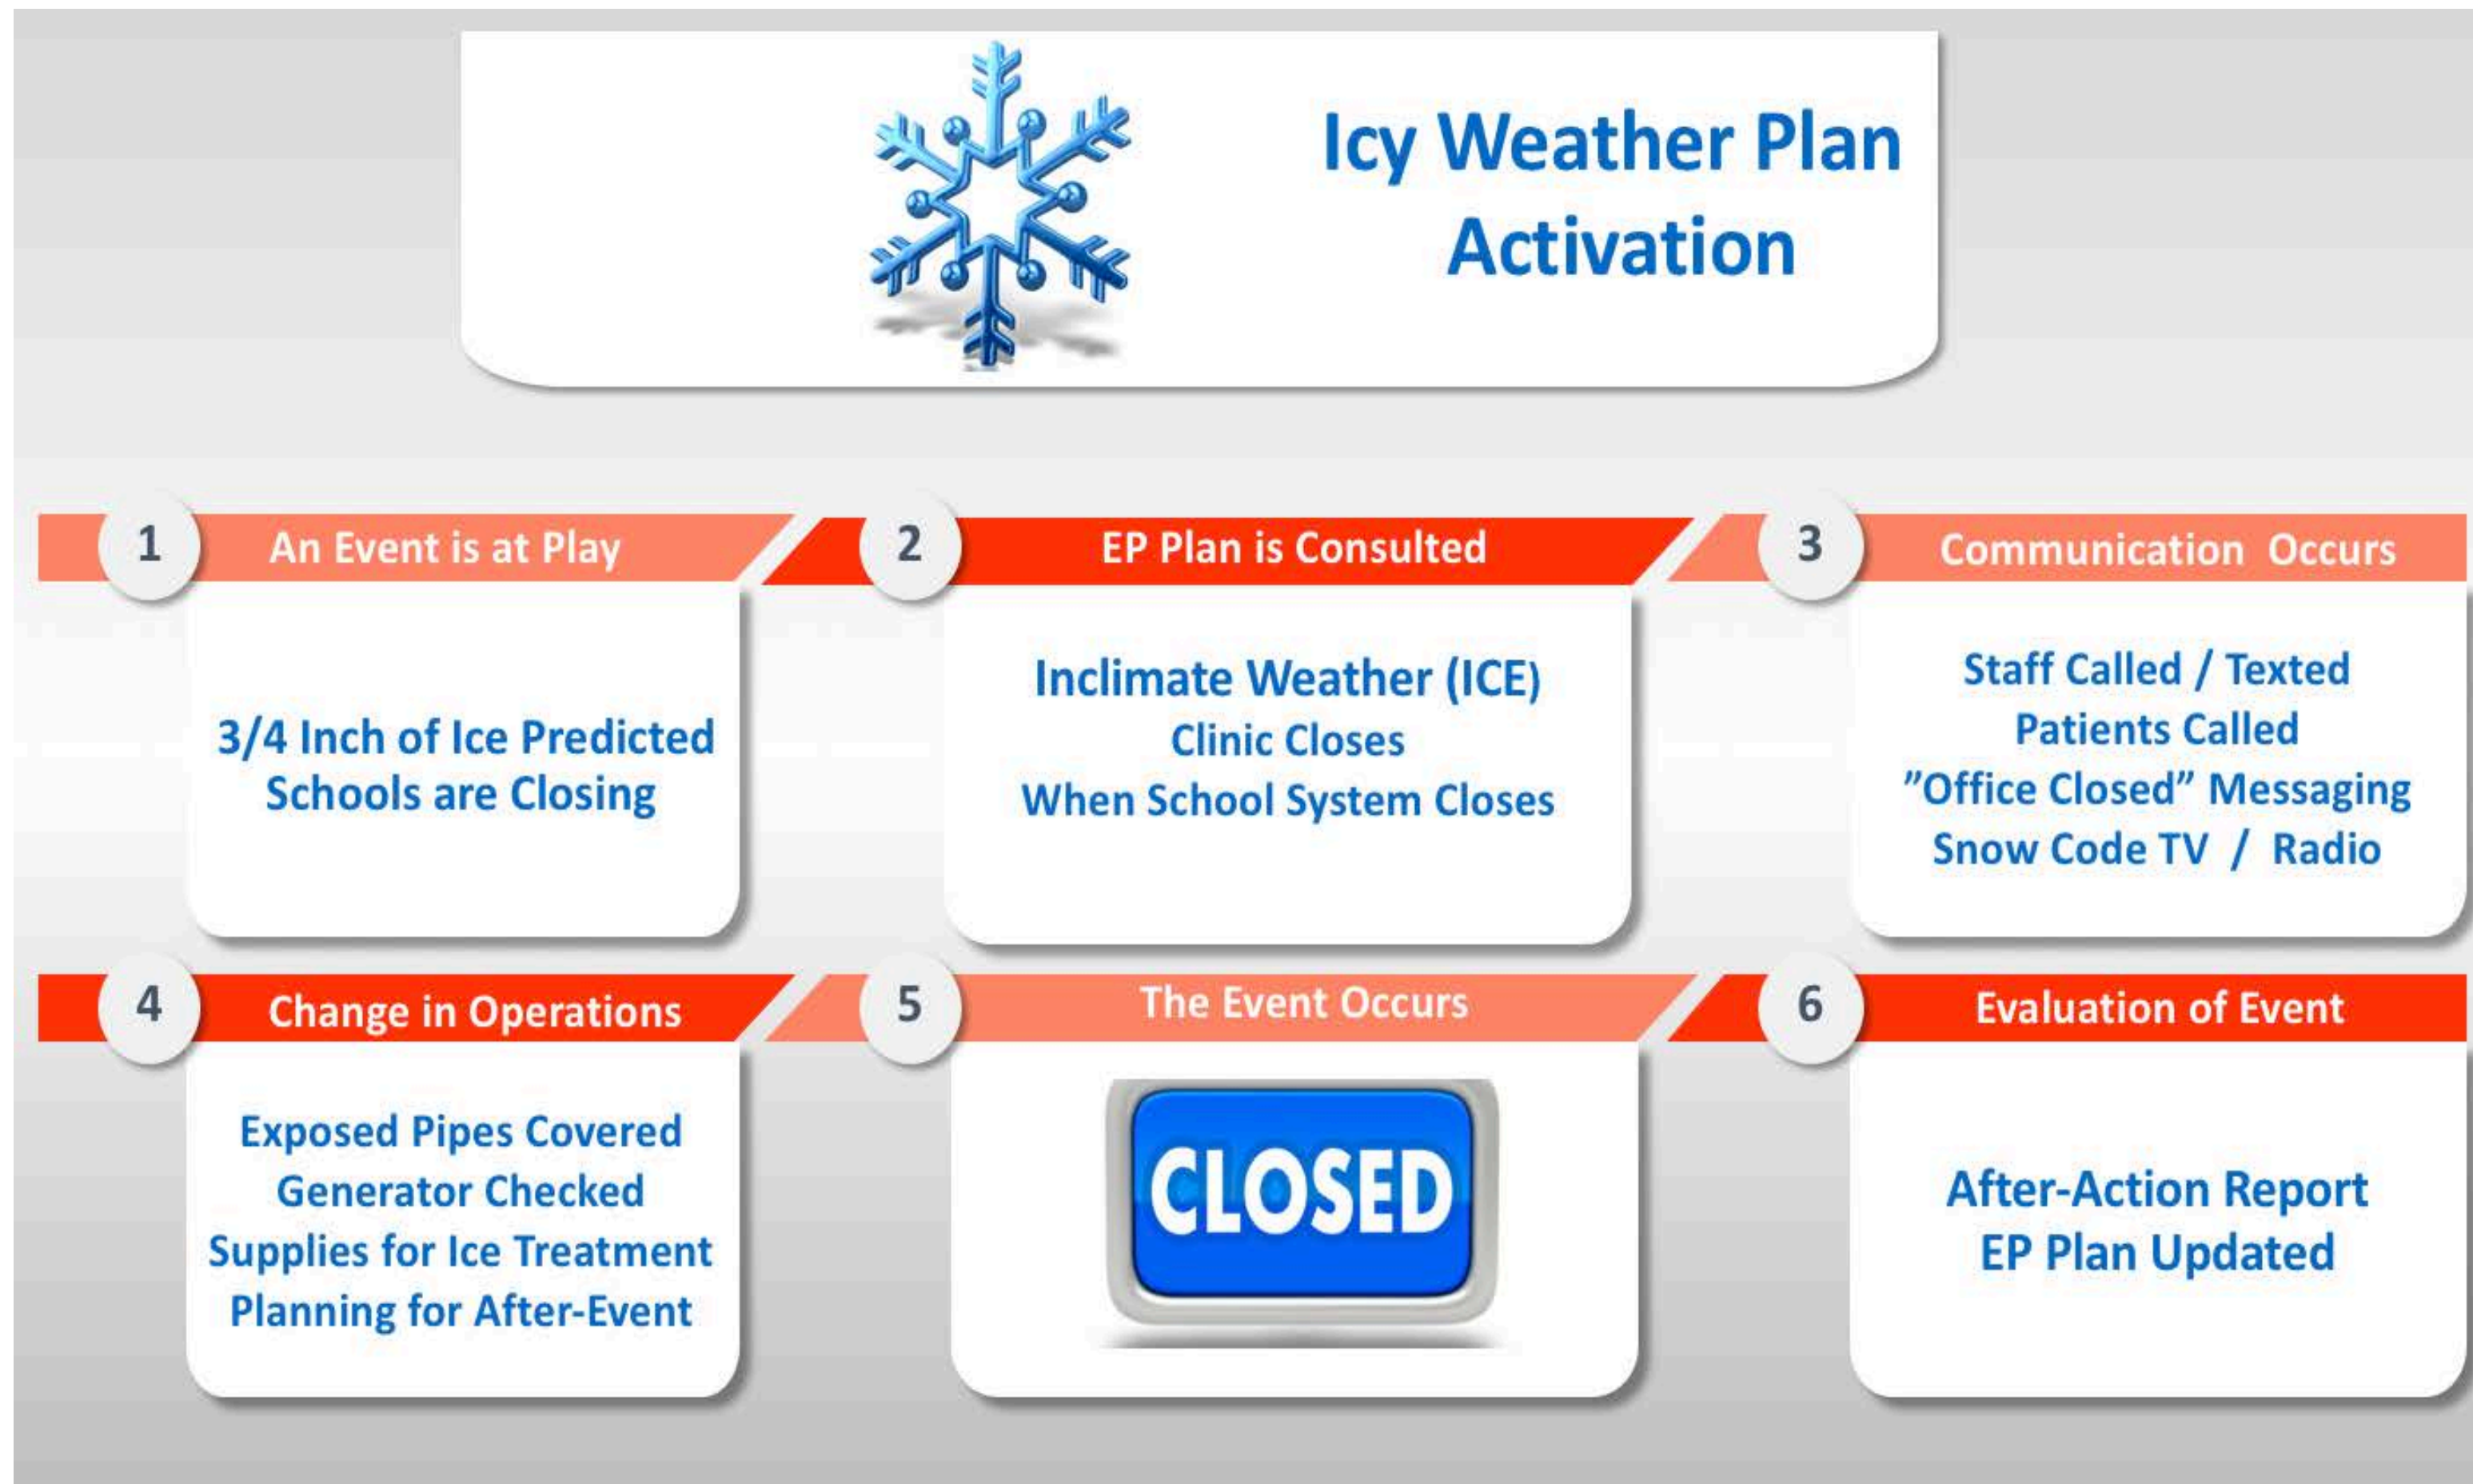 Icy Weather Plan
Activation
1
An Event is at Play
3/4 Inch of Ice Predicted
Schools are Closing
2
EP Plan is Consulted
Inclimate Weather (ICE)
Clinic Closes
When School System Closes
3
Communication Occurs
Staff Called / Texted
Patients Called
”Office Closed” Messaging
Snow Code TV / Radio
4
Change in Operations
Exposed Pipes Covered
Generator Checked
Supplies for Ice Treatment
Planning for After-Event
5
The Event Occurs
CLOSED
6
Evaluation of Event
After-Action Report
EP Plan Updated